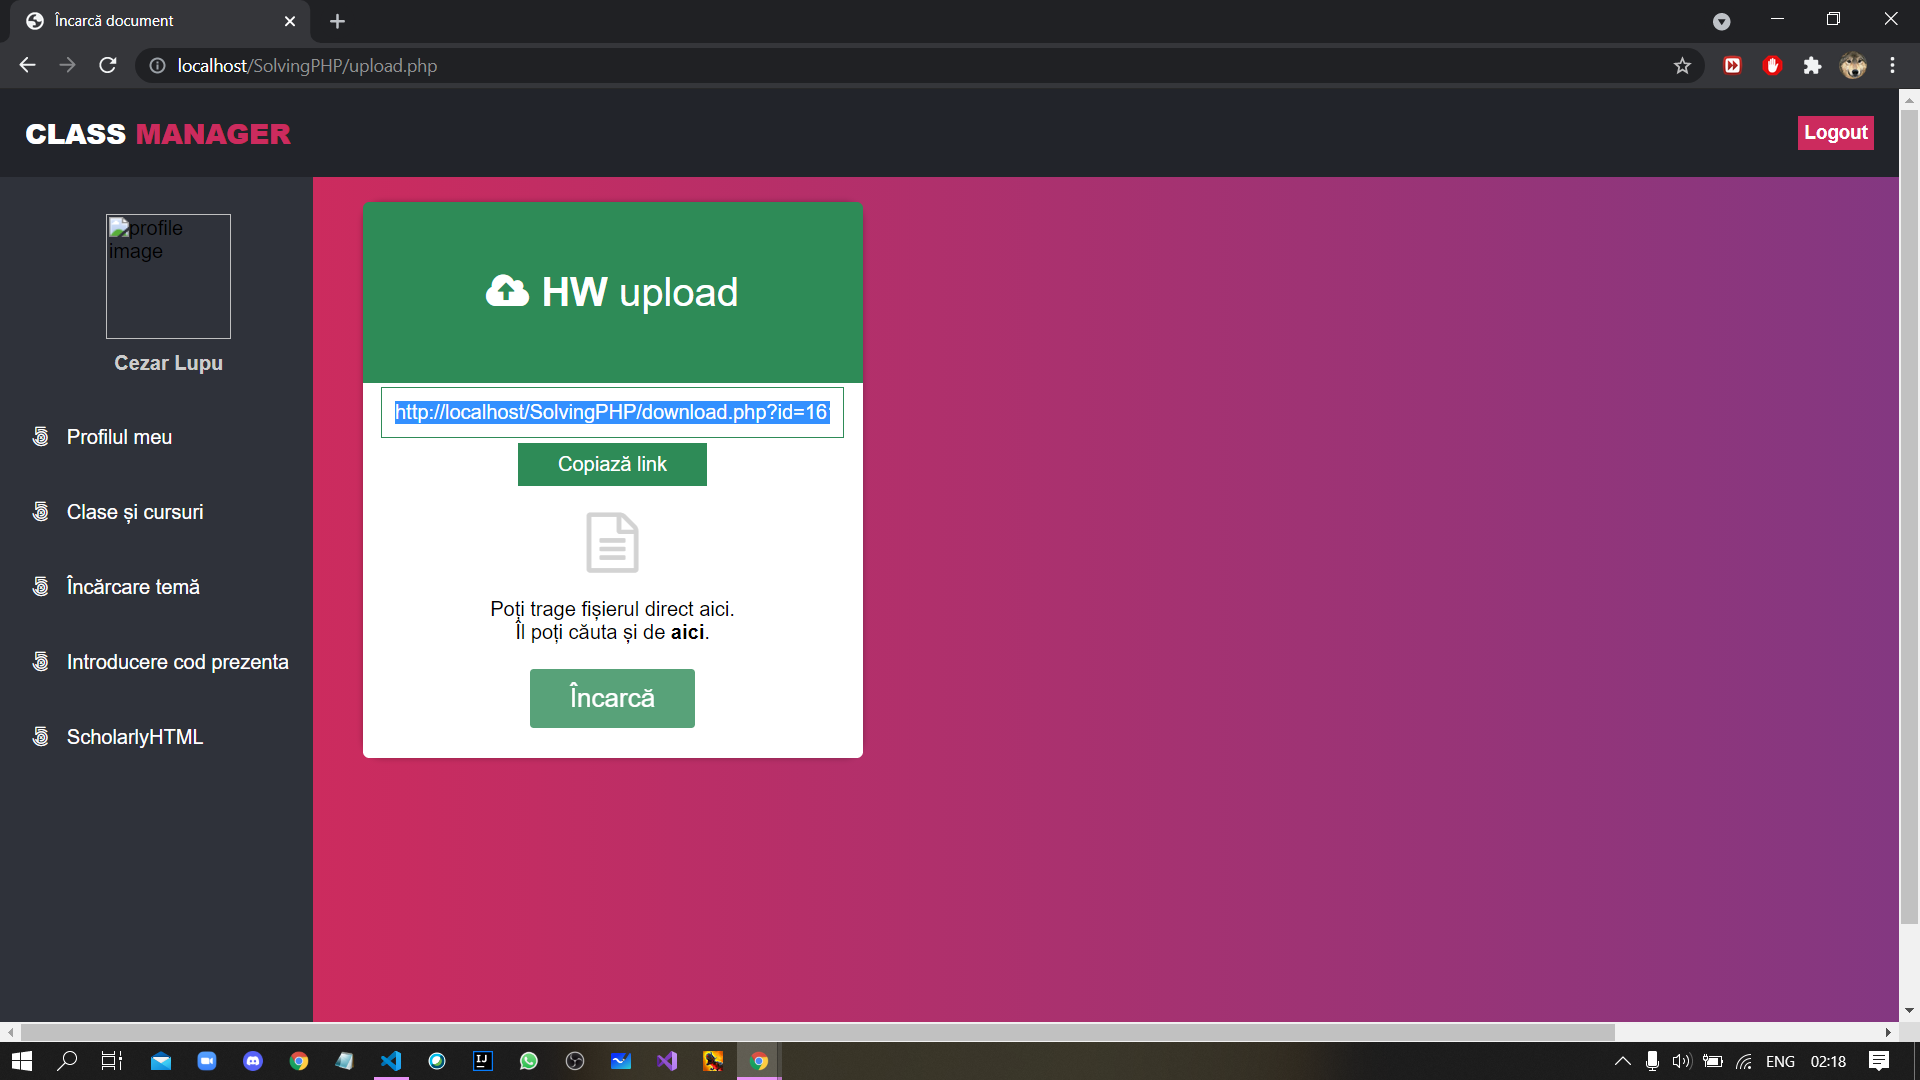 Încarcă document
localhost/SolvingPHP/upload.php
CLASS MANAGER
Logout
profile
image
Cezar Lupu
Profilul meu
Clase și cursuri
Încărcare temă
Introducere cod prezenta
ScholarlyHTML
HW upload
http://localhost/SolvingPHP/download.php?id=16
Copiază link
Poți trage fișierul direct aici.
Îl poți căuta și de aici.
Încarcă
ENG
02:18